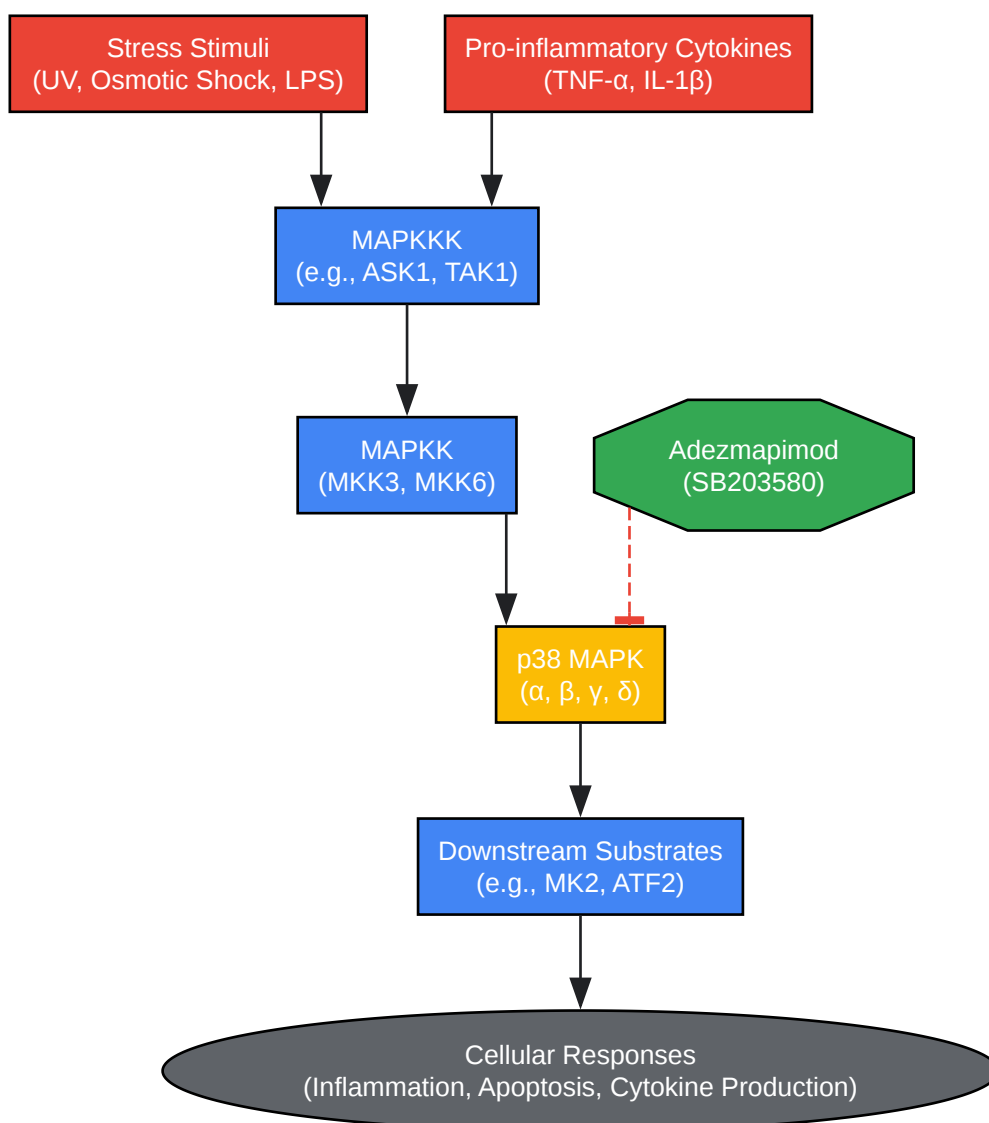 Stress Stimuli
(UV, Osmotic Shock, LPS)
Pro-inflammatory Cytokines
(TNF-α, IL-1β)
MAPKKK
(e.g., ASK1, TAK1)
MAPKK
(MKK3, MKK6)
Adezmapimod
(SB203580)
p38 MAPK
(α, β, γ, δ)
Downstream Substrates
(e.g., MK2, ATF2)
Cellular Responses
(Inflammation, Apoptosis, Cytokine Production)